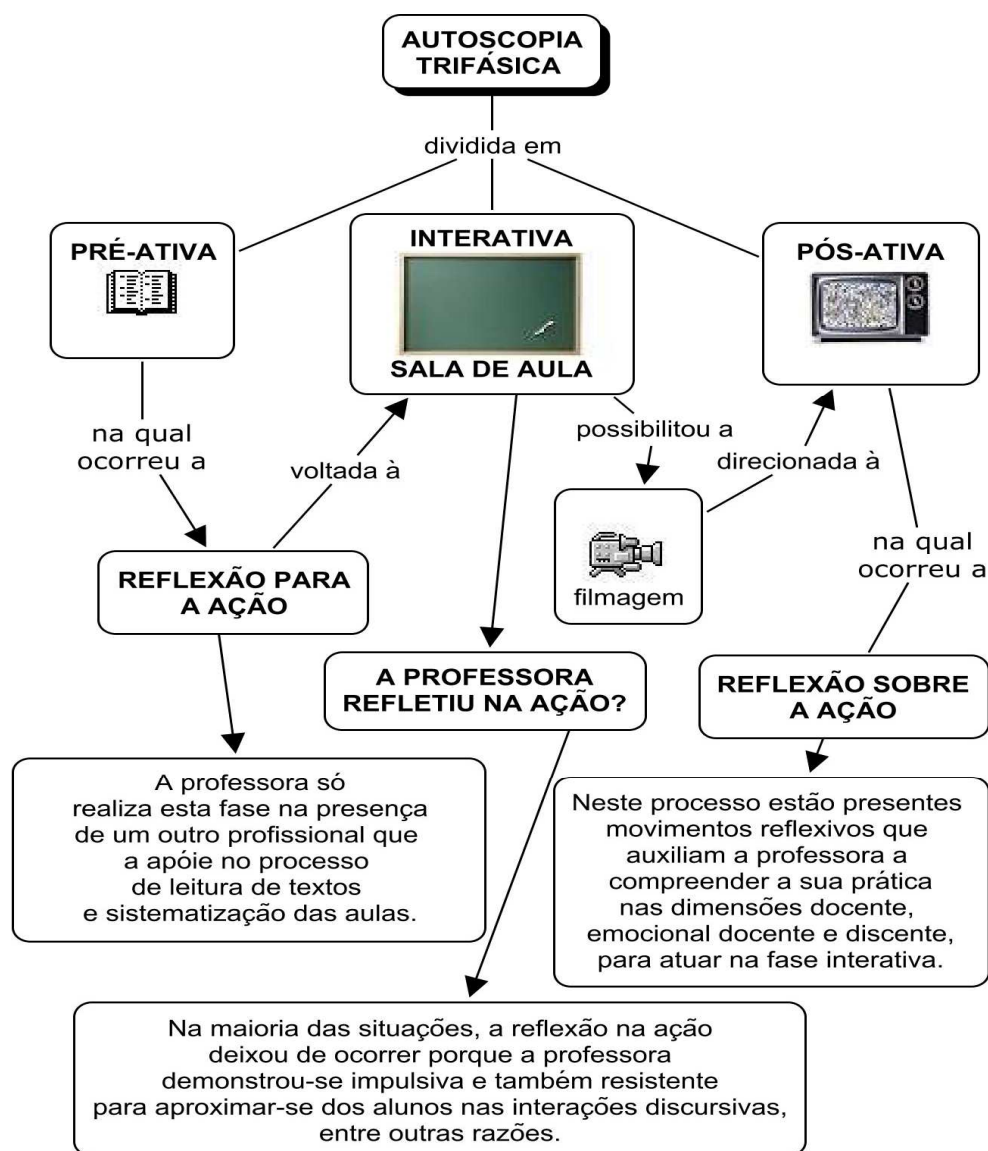 AUTOSCOPIA
TRIFÁSICA
dividida em
PRÉ-ATIVA
INTERATIVA
SALA DE AULA
PÓS-ATIVA
na qual
ocorreu a
voltada à
possibilitou a
direcionada à
filmagem
na qual
ocorreu a
REFLEXÃO PARA
A AÇÃO
A PROFESSORA
REFLETIU NA AÇÃO?
REFLEXÃO SOBRE
A AÇÃO
A professora só
realiza esta fase na presença
de um outro profissional que
a apóie no processo
de leitura de textos
e sistematização das aulas.
Neste processo estão presentes
movimentos reflexivos que
auxiliam a professora a
compreender a sua prática
nas dimensões docente,
emocional docente e discente,
para atuar na fase interativa.
Na maioria das situações, a reflexão na ação
deixou de ocorrer porque a professora
demonstrou-se impulsiva e também resistente
para aproximar-se dos alunos nas interações discursivas,
entre outras razões.